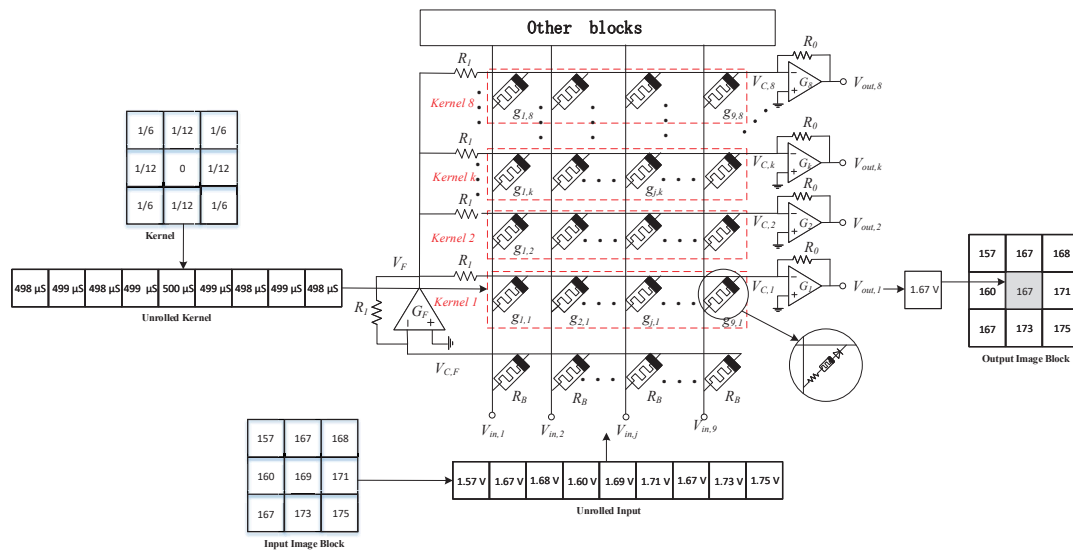 Other blocks
R1 R0
Kernel 8 VC,8 G8 Vout,8
g1,8 g9,8
R1 R0
Kernel k VC,k Gk Vout,k
g1,k gj,k
R1 R0
Kernel 2 VC,2 G2 Vout,2
g1,2
VF R1 R0
Kernel 1 VC,1 G1 Vout,1
g1,1 g2,1 gj,1 g9,1
R1 GF
VC,F
RB RB RB RB
Vin,1 Vin,2 Vin,j Vin,9
1/6 1/12 1/6
1/12 0 1/12
1/6 1/12 1/6
Kernel
498 µS 499 µS 498 µS 499 µS 500 µS 499 µS 498 µS 499 µS 498 µS
Unrolled Kernel
157 167 168
160 169 171
167 173 175
Input Image Block
1.57 V 1.67 V 1.68 V 1.60 V 1.69 V 1.71 V 1.67 V 1.73 V 1.75 V
Unrolled Input
1.67 V
157 167 168
160 167 171
167 173 175
Output Image Block